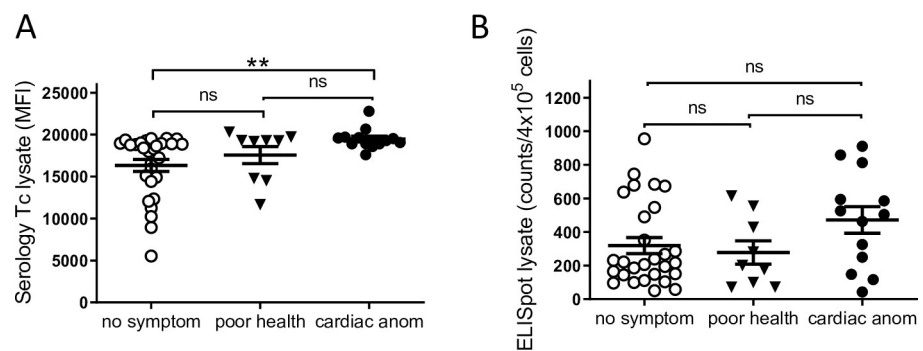 A
Serology Tc lysate (MFI)
25000
20000
15000
10000
5000
0
**
ns
ns
no symptom
poor health
cardiac anom
B
ELISpot lysate (counts/4x10⁵ cells)
1200
1000
800
600
400
200
0
ns
ns
ns
no symptom
poor health
cardiac anom